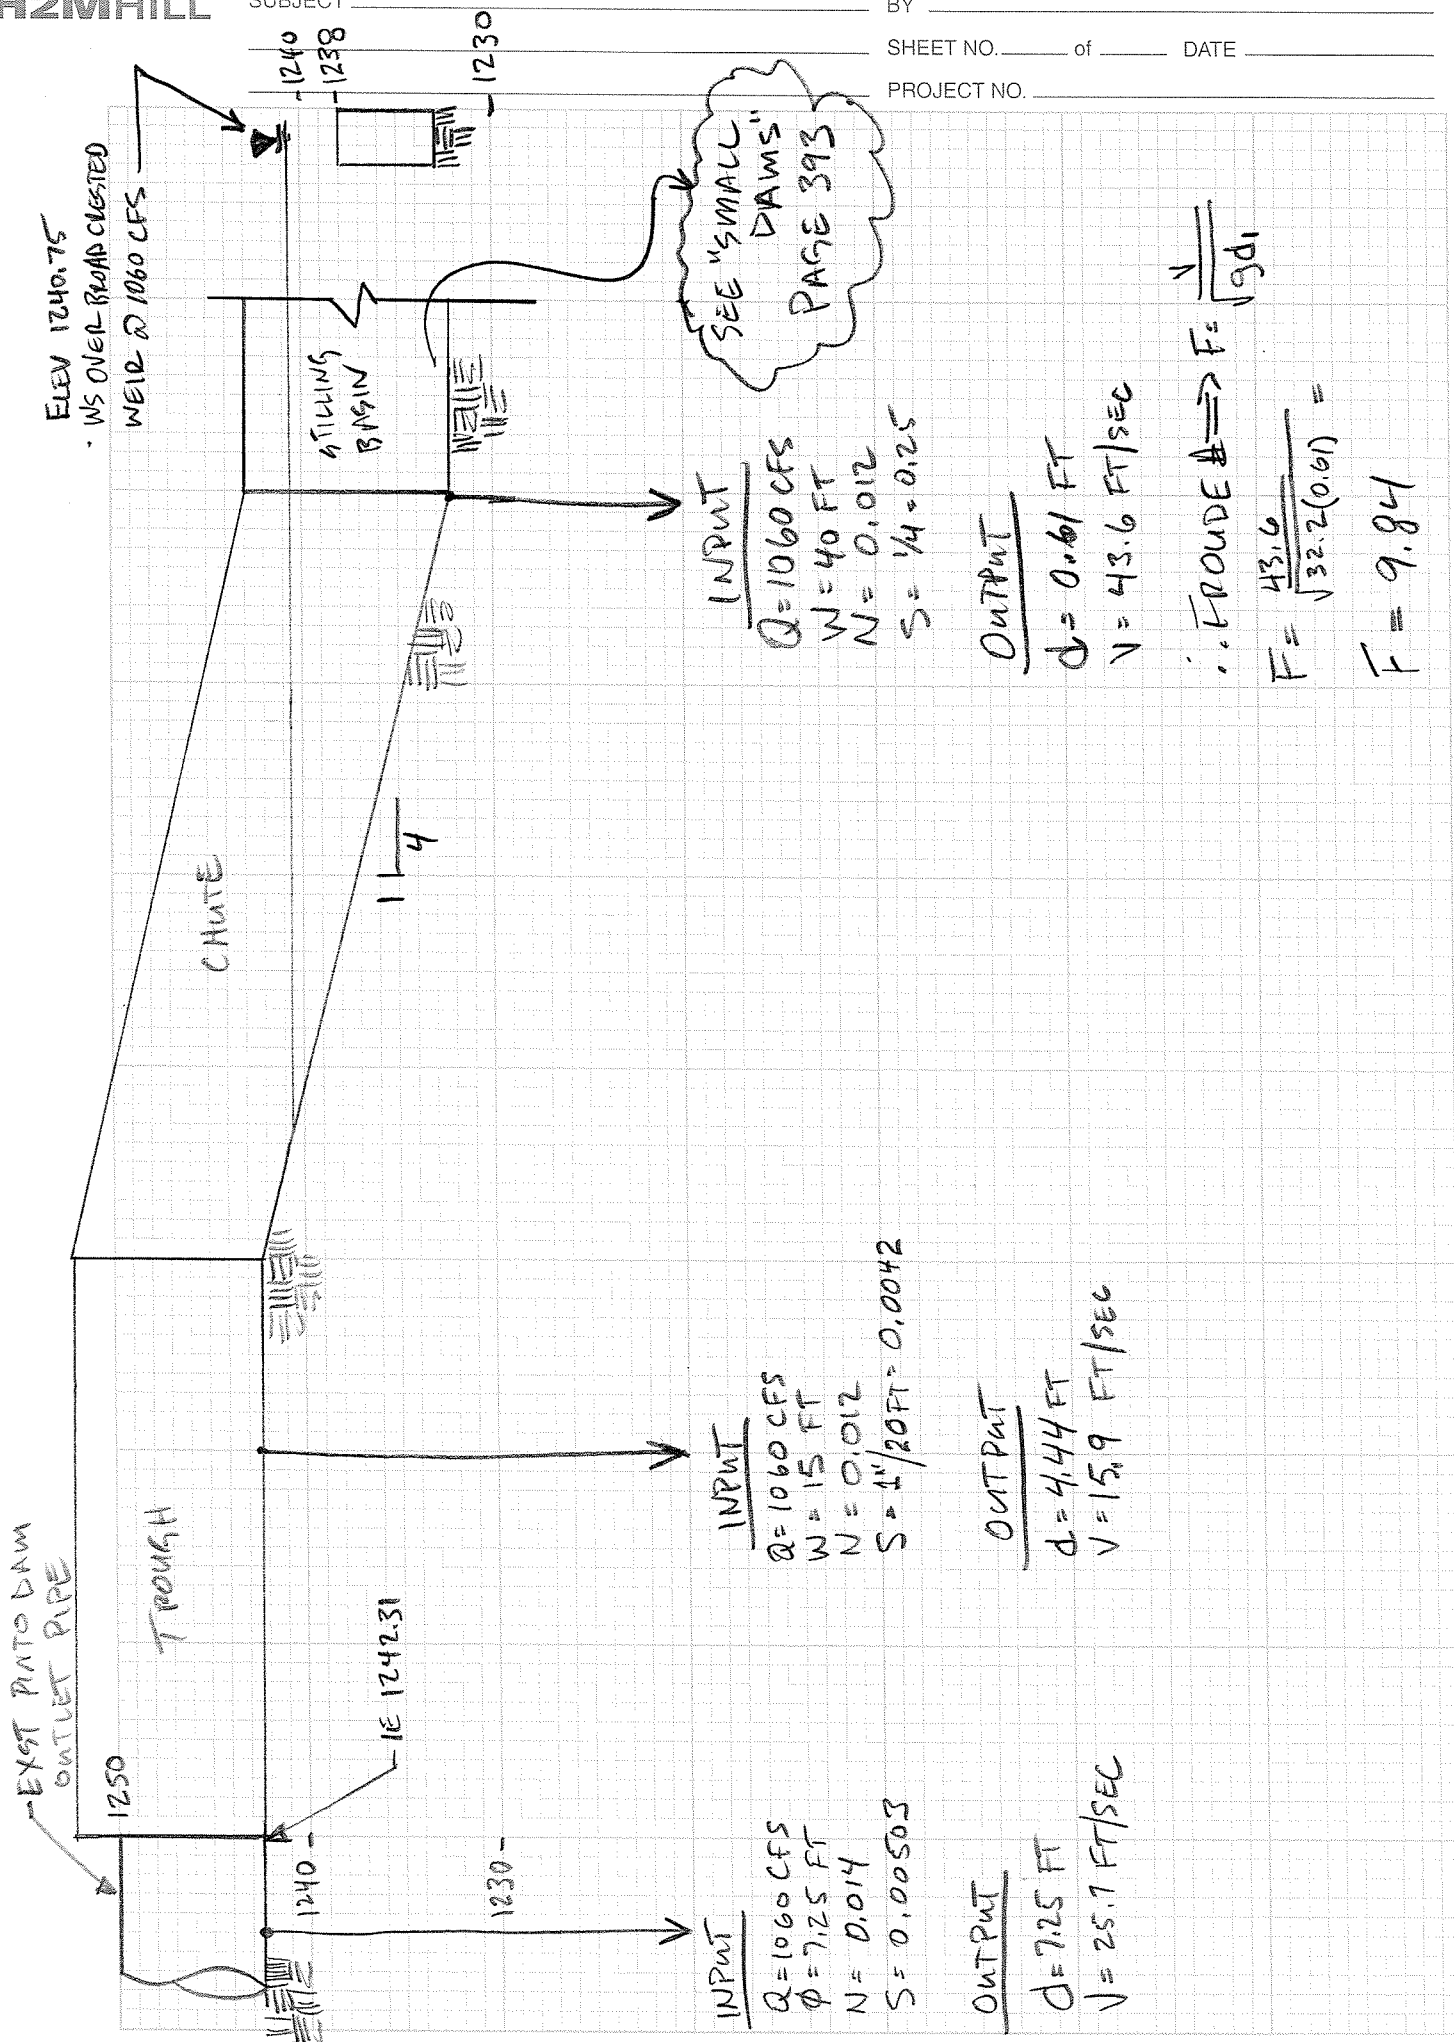 H2MHILL
SUBJECT
BY
SHEET NO. of DATE
PROJECT NO.
EXST PINTO DAM
OUTLET PIPE
1250
TROUGH
IE 1242.31
1240
1230
CHUTE
1
4
ELEV 1240.75
· WS OVER BROAD CRESTED
WEIR @ 1060 CFS
STILLING
BASIN
1240
1238
1230
SEE "SMALL
DAMS"
PAGE 393
INPUT
Q=1060 CFS
Φ=7.25 FT
N= 0.014
S= 0.00503
OUTPUT
d=7.25 FT
V= 25.7 FT/SEC
INPUT
Q=1060 CFS
W=15 FT
N=0.012
S=1"/20FT=0.0042
OUTPUT
d=4.44 FT
V=15.9 FT/SEC
INPUT
Q=1060 CFS
W=40 FT
N=0.012
S=1/4=0.25
OUTPUT
d= 0.61 FT
V=43.6 FT/SEC
∴ FROUDE # => F= V/√gd1
F= 43.6/√32.2(0.61) =
F= 9.84